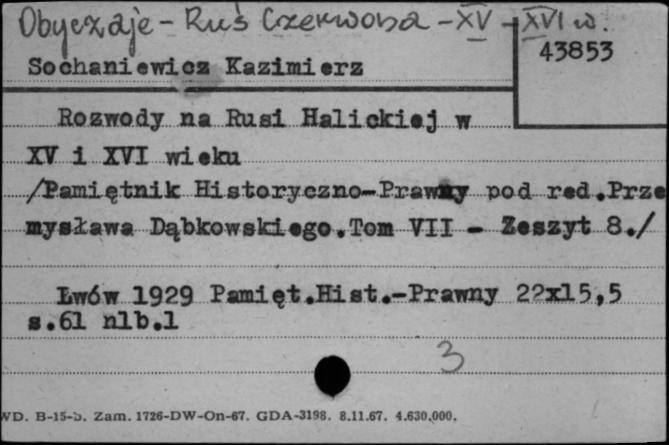 Obyczaje - Ruś Czerwona - XV - XVI w.
43853
Sochaniewicz Kazimierz
Rozwody na Rusi Halickiej w
XV i XVI wieku
/Pamiętnik Historyczno-Prawny pod red.Prze
mysława Dąbkowskiego.Tom VII - Zeszyt 8./
Lwów 1929 Pamięt.Hist.-Prawny 22x15,5
s.61 nlb.1
3
WD. B-15-b. Zam. 1726-DW-On-67. GDA-3198. 8.11.67. 4.630.000.